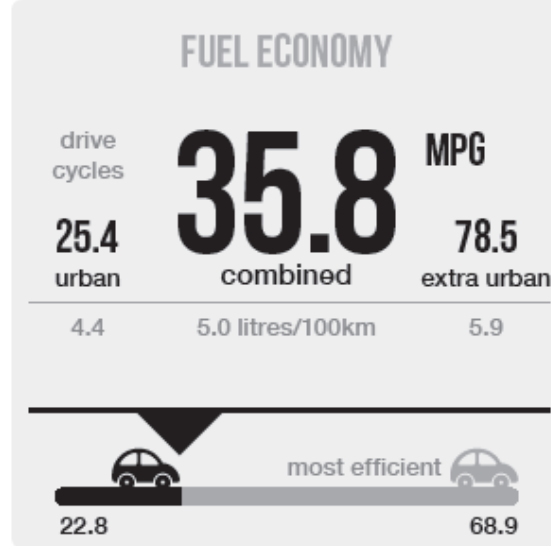 FUEL ECONOMY
drive
cycles
35.8 MPG
25.4
urban
combined
78.5
extra urban
4.4 5.0 litres/100km 5.9
most efficient
22.8 68.9